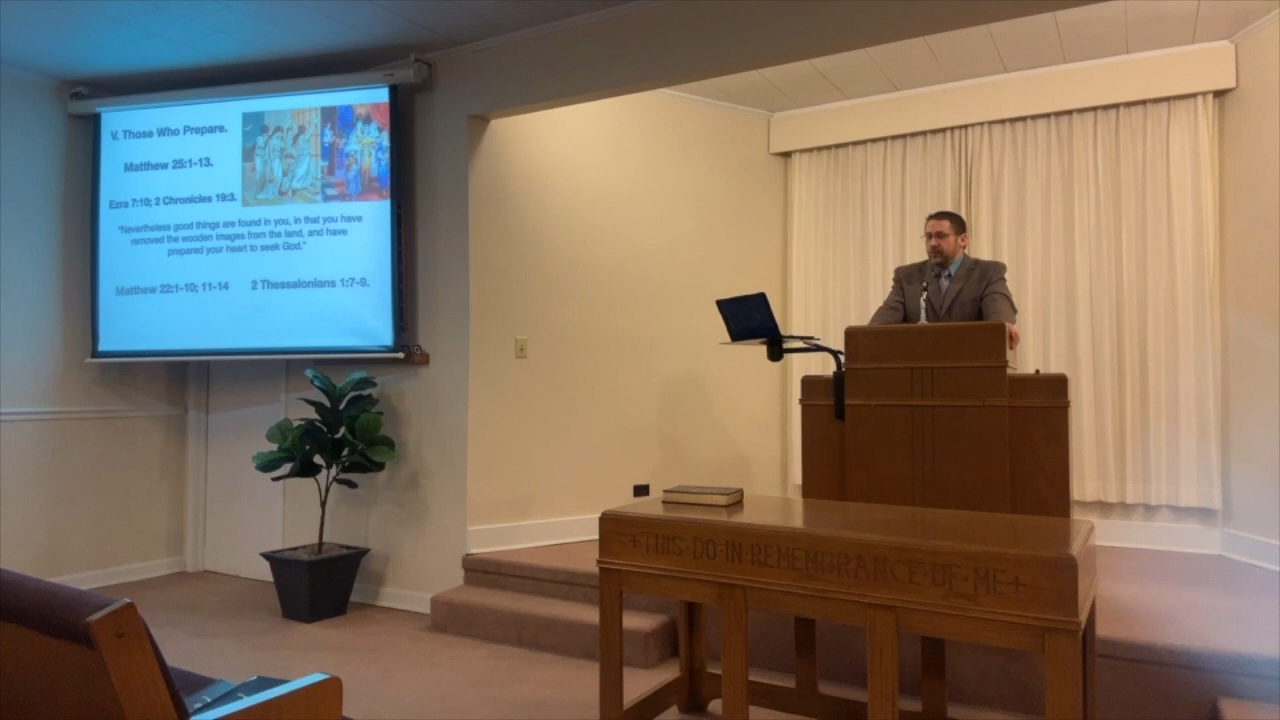 V. Those Who Prepare.
Matthew 25:1-13.
Ezra 7:10; 2 Chronicles 19:3.
"Nevertheless good things are found in you, in that you have
removed the wooden images from the land, and have
prepared your heart to seek God."
Matthew 22:1-10; 11-14 2 Thessalonians 1:7-9.
+THIS·DO·IN·REMEMBRANCE·OF·ME+